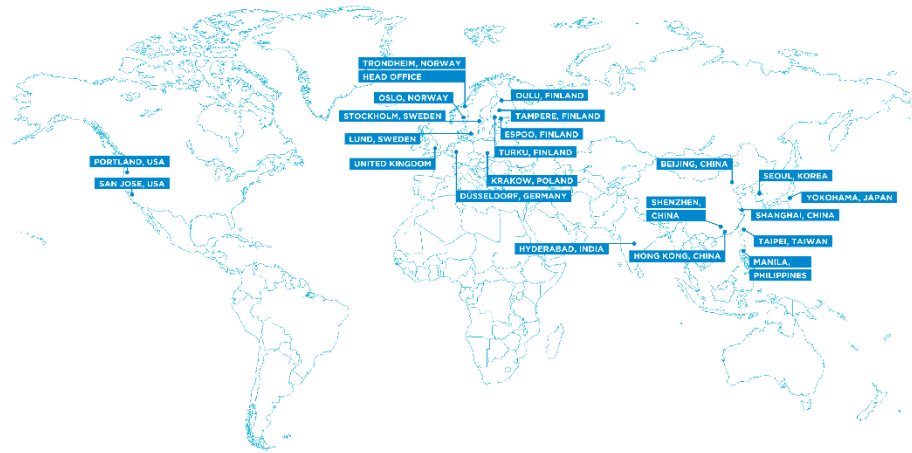 TRONDHEIM, NORWAY
HEAD OFFICE
OSLO, NORWAY
STOCKHOLM, SWEDEN
LUND, SWEDEN
UNITED KINGDOM
OULU, FINLAND
TAMPERE, FINLAND
ESPOO, FINLAND
TURKU, FINLAND
KRAKOW, POLAND
DÜSSELDORF, GERMANY
PORTLAND, USA
SAN JOSE, USA
BEIJING, CHINA
SEOUL, KOREA
YOKOHAMA, JAPAN
SHENZHEN,
CHINA
SHANGHAI, CHINA
TAIPEI, TAIWAN
HYDERABAD, INDIA
HONG KONG, CHINA
MANILA,
PHILIPPINES